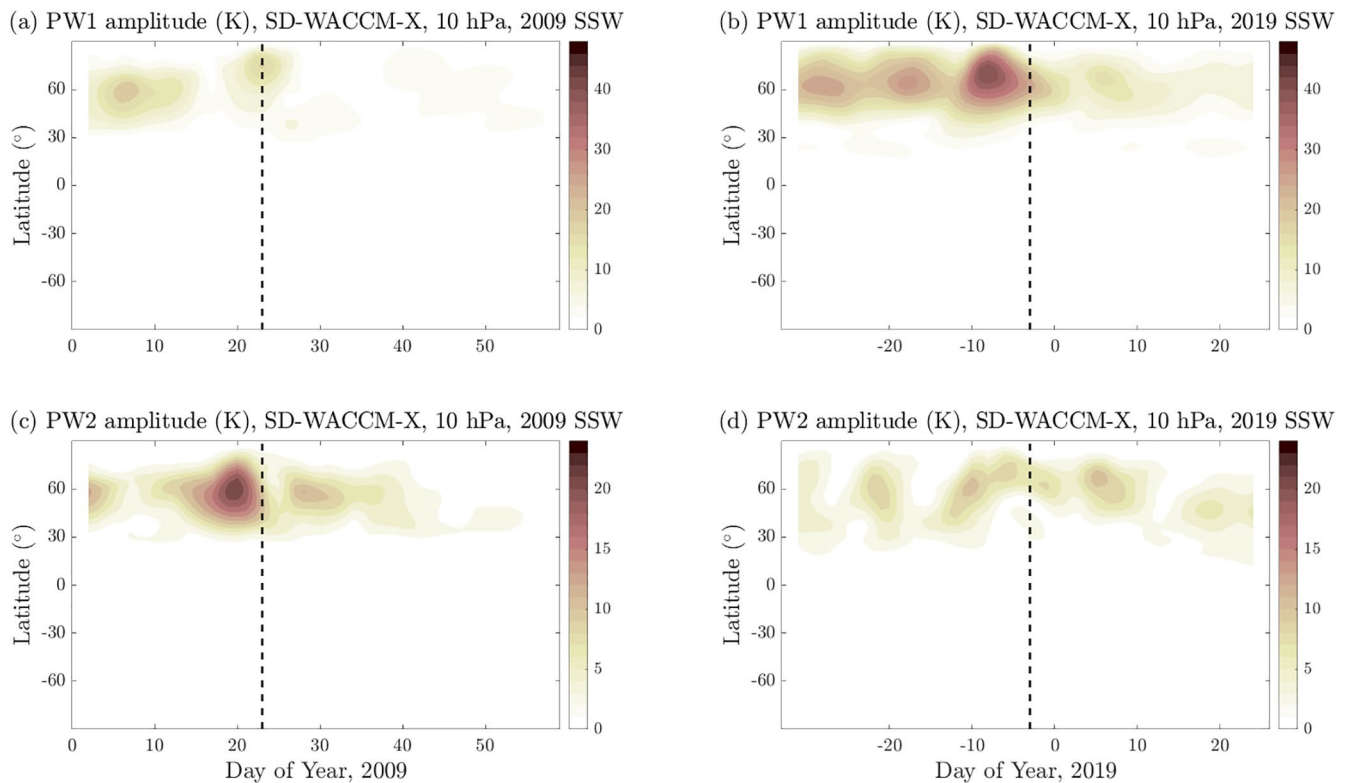 (a) PW1 amplitude (K), SD-WACCM-X, 10 hPa, 2009 SSW
Latitude (°)
60
30
0
-30
-60
0 10 20 30 40 50
40
30
20
10
0
(b) PW1 amplitude (K), SD-WACCM-X, 10 hPa, 2019 SSW
Latitude (°)
60
30
0
-30
-60
-20 -10 0 10 20
40
30
20
10
0
(c) PW2 amplitude (K), SD-WACCM-X, 10 hPa, 2009 SSW
Latitude (°)
60
30
0
-30
-60
0 10 20 30 40 50
Day of Year, 2009
20
15
10
5
0
(d) PW2 amplitude (K), SD-WACCM-X, 10 hPa, 2019 SSW
Latitude (°)
60
30
0
-30
-60
-20 -10 0 10 20
Day of Year, 2019
20
15
10
5
0